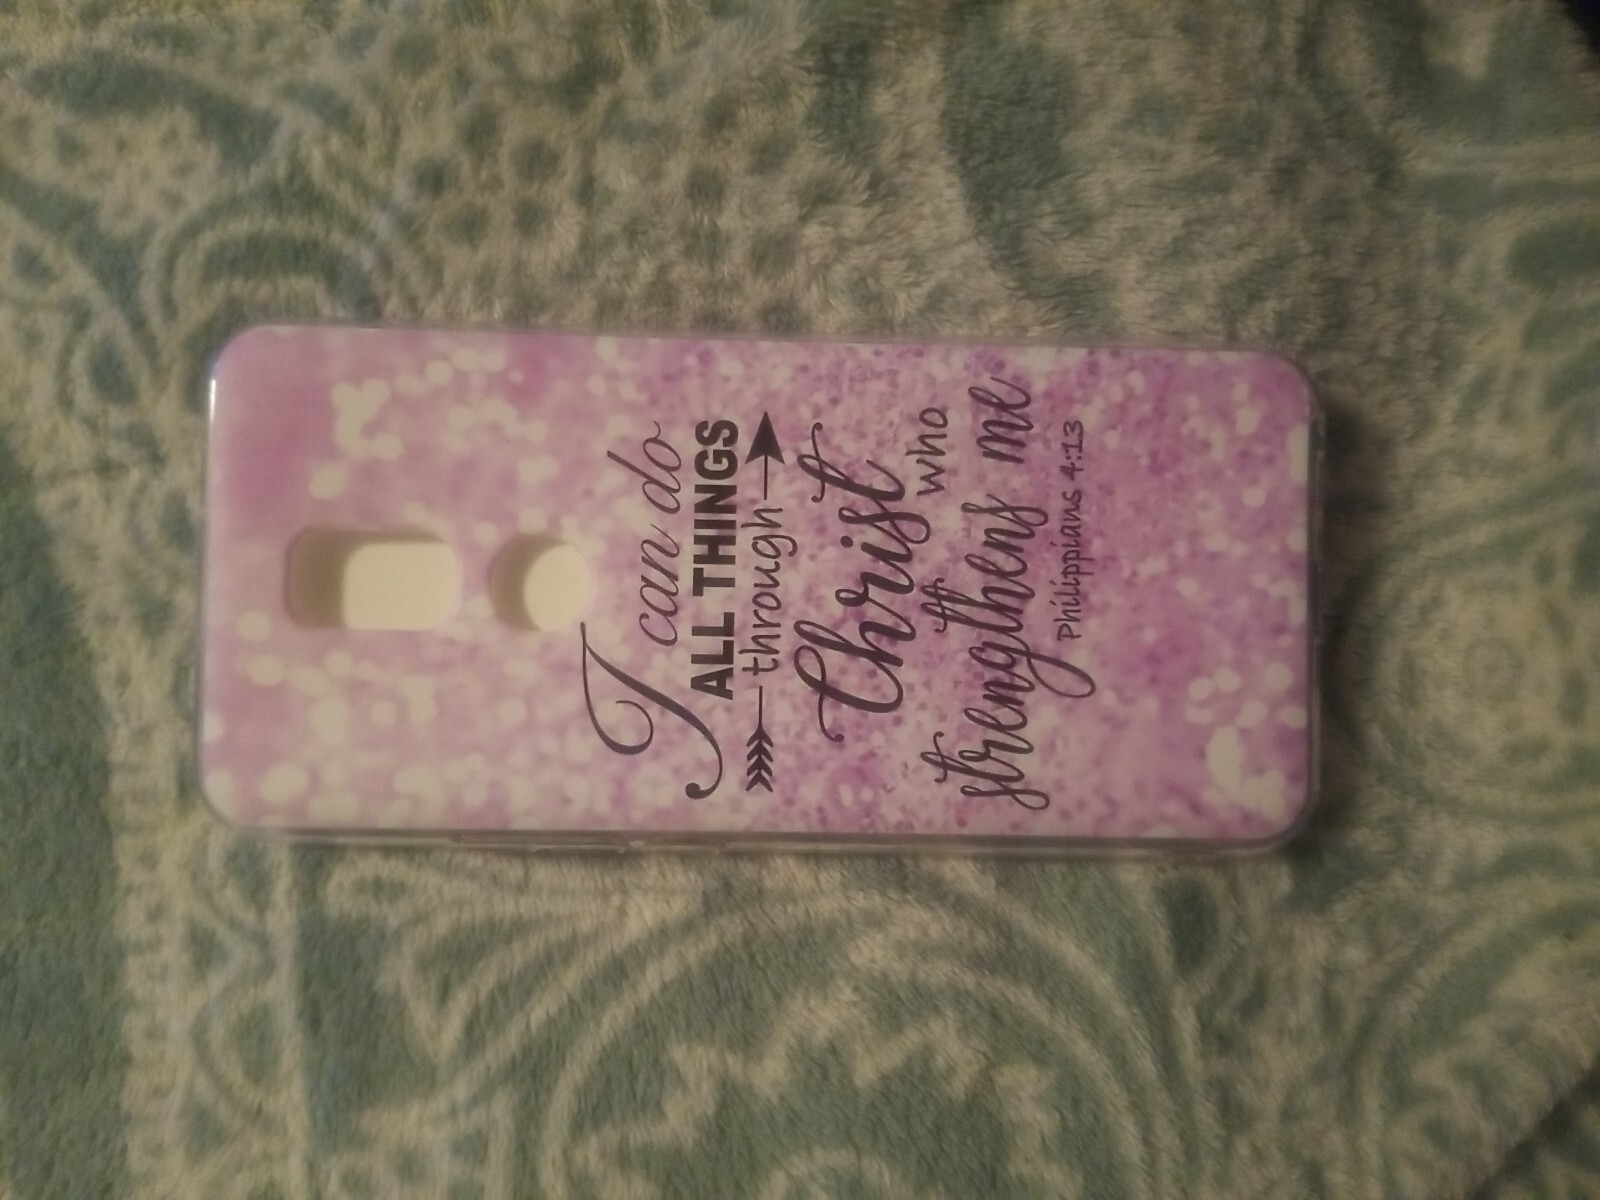 I can do
ALL THINGS
through
Christ
who
strengthens me
Philippians 4:13